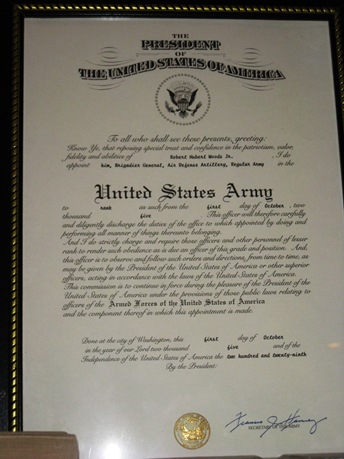 THE
PRESIDENT
OF
THE UNITED STATES OF AMERICA
To all who shall see these presents, greeting:
Know Ye, that reposing special trust and confidence in the patriotism, valor,
fidelity and abilities of Robert Hubert Woods Jr. I do
appoint him, Brigadier General, Air Defense Artillery, Regular Army in the
United States Army
to rank as such from the first day of October, two
thousand five This officer will therefore carefully
and diligently discharge the duties of the office to which appointed by doing and
performing all manner of things thereunto belonging.
And I do strictly charge and require those officers and other personnel of lesser
rank to render such obedience as is due an officer of this grade and position. And
this officer is to observe and follow such orders and directions, from time to time, as
may be given by the President of the United States of America or other superior
officers, acting in accordance with the laws of the United States of America.
This commission is to continue in force during the pleasure of the President of the
United States of America under the provisions of those public laws relating to
officers of the Armed Forces of the United States of America
and the component thereof in which this appointment is made.
Done at the city of Washington, this first day of October
in the year of our Lord two thousand five and of the
Independence of the United States of America the two hundred and twenty-ninth
By the President:
Francis J. Harvey
SECRETARY OF THE ARMY